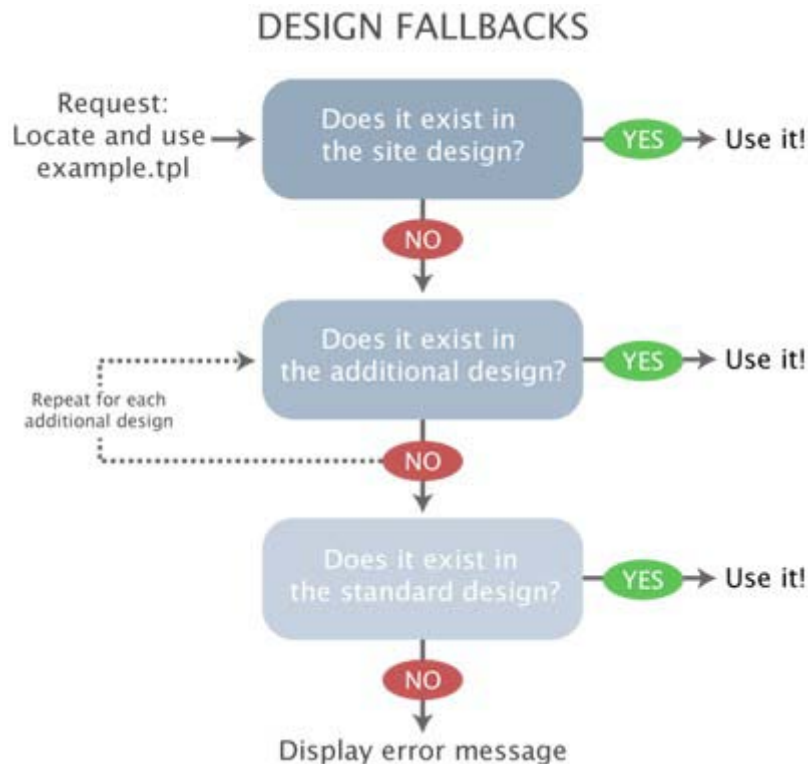 DESIGN FALLBACKS
Request:
Locate and use
example.tpl
Does it exist in
the site design?
YES
Use it!
NO
Does it exist in
the additional design?
YES
Use it!
Repeat for each
additional design
NO
Does it exist in
the standard design?
YES
Use it!
NO
Display error message